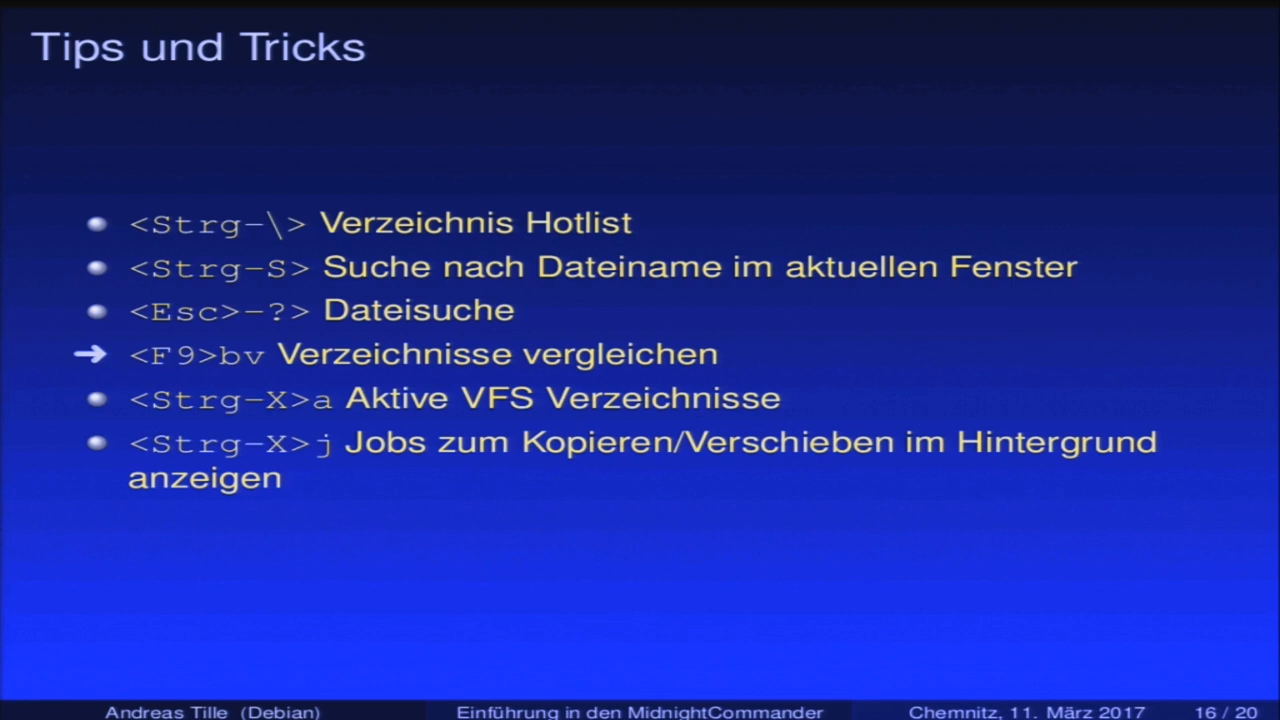 Tips und Tricks
<Strg-\> Verzeichnis Hotlist
<Strg-S> Suche nach Dateiname im aktuellen Fenster
<Esc>-?> Dateisuche
<F9>bv Verzeichnisse vergleichen
<Strg-X>a Aktive VFS Verzeichnisse
<Strg-X>j Jobs zum Kopieren/Verschieben im Hintergrund
anzeigen
Andreas Tille (Debian) Einführung in den MidnightCommander Chemnitz, 11. März 2017 16 / 20